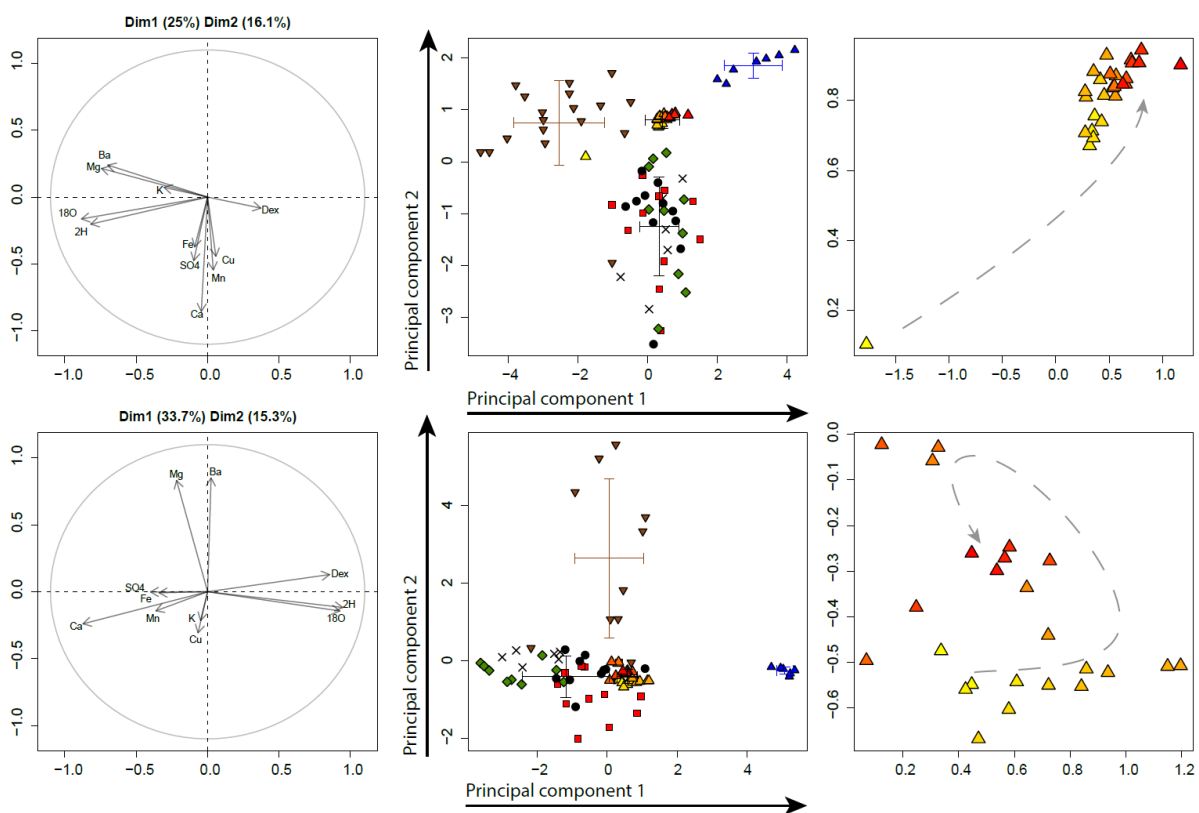 Dim1 (25%) Dim2 (16.1%)
1.0
0.5
0.0
−0.5
−1.0
Ba
Mg
K
18O
2H
Dex
Fe
Cu
SO4
Mn
Ca
−1.0 −0.5 0.0 0.5 1.0
Principal component 2
2
1
0
−1
−2
−3
−4 −2 0 2 4
Principal component 1
0.8
0.6
0.4
0.2
−1.5 −1.0 −0.5 0.0 0.5 1.0
Dim1 (33.7%) Dim2 (15.3%)
1.0
0.5
0.0
−0.5
−1.0
Mg
Ba
SO4
Dex
Fe
2H
Mn
K
18O
Ca
Cu
−1.0 −0.5 0.0 0.5 1.0
Principal component 2
4
2
0
−2
−2 0 2 4
Principal component 1
0.0
−0.1
−0.2
−0.3
−0.4
−0.5
−0.6
0.2 0.4 0.6 0.8 1.0 1.2